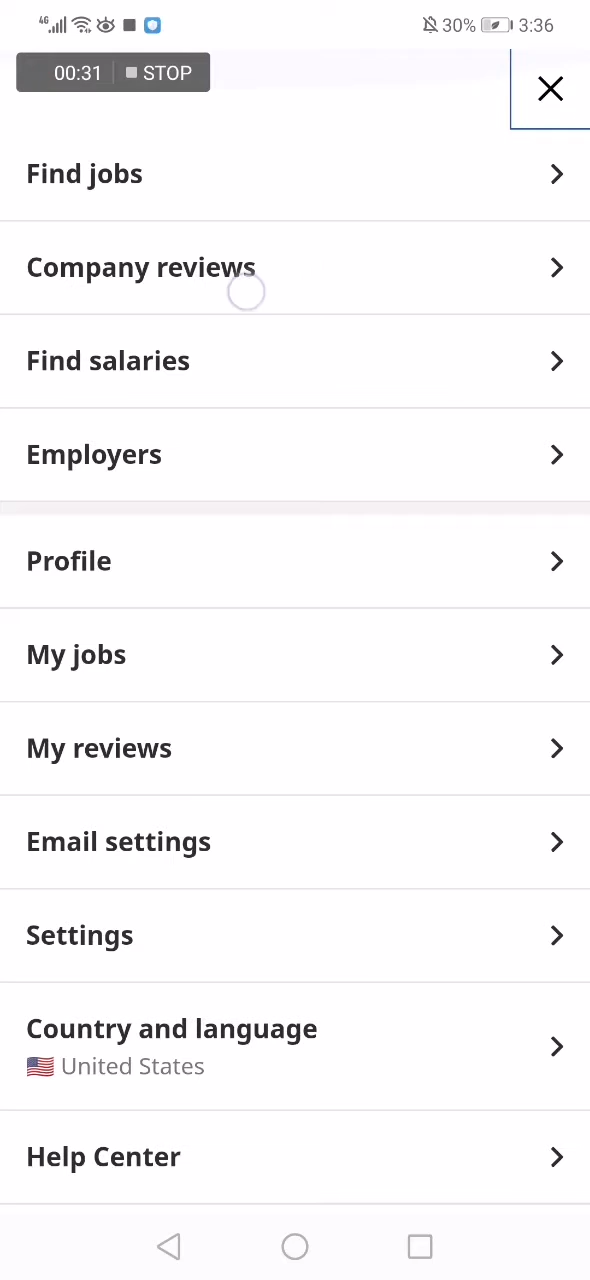 4G 30% 3:36
00:31 STOP
Find jobs
Company reviews
Find salaries
Employers
Profile
My jobs
My reviews
Email settings
Settings
Country and language
🇺🇸 United States
Help Center